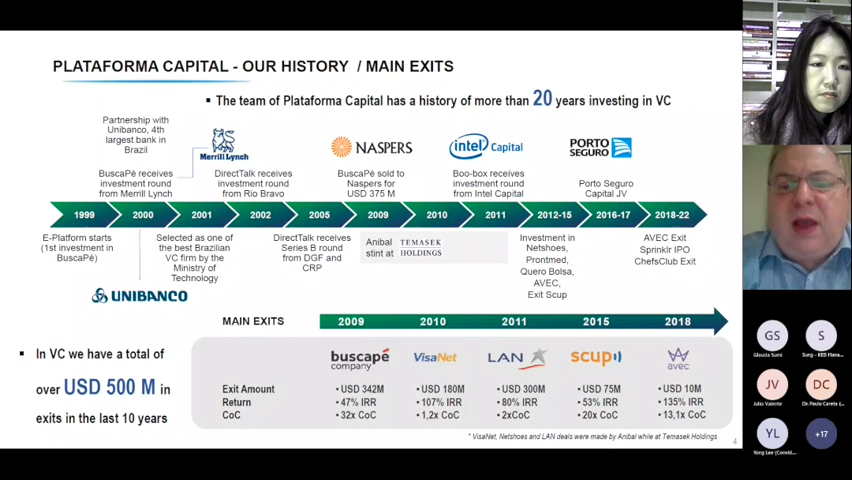 PLATAFORMA CAPITAL - OUR HISTORY / MAIN EXITS
▪ The team of Plataforma Capital has a history of more than 20 years investing in VC
Partnership with
Unibanco, 4th
largest bank in
Brazil
Merrill Lynch
NASPERS
intel Capital
PORTO
SEGURO
BuscaPé receives
investment round
from Merrill Lynch
DirectTalk receives
investment round
from Rio Bravo
BuscaPé sold to
Naspers for
USD 375 M
Boo-box receives
investment round
from Intel Capital
Porto Seguro
Capital JV
1999 2000 2001 2002 2005 2009 2010 2011 2012-15 2016-17 2018-22
E-Platform starts
(1st investment in
BuscaPé)
UNIBANCO
Selected as one of
the best Brazilian
VC firm by the
Ministry of
Technology
DirectTalk receives
Series B round
from DGF and
CRP
Anibal
stint at
TEMASEK
HOLDINGS
Investment in
Netshoes,
Prontmed,
Quero Bolsa,
AVEC,
Exit Scup
AVEC Exit
Sprinklr IPO
ChefsClub Exit
MAIN EXITS 2009 2010 2011 2015 2018
▪ In VC we have a total of
over USD 500 M in
exits in the last 10 years
buscapé
company
VisaNet
LAN
scup
avec
Exit Amount • USD 342M • USD 180M • USD 300M • USD 75M • USD 10M
Return • 47% IRR • 107% IRR • 80% IRR • 53% IRR • 135% IRR
CoC • 32x CoC • 1,2x CoC • 2xCoC • 20x CoC • 13,1x CoC
* VisaNet, Netshoes and LAN deals were made by Anibal while at Temasek Holdings
4
GS
S
JV
DC
Julio Valente
YL
+17